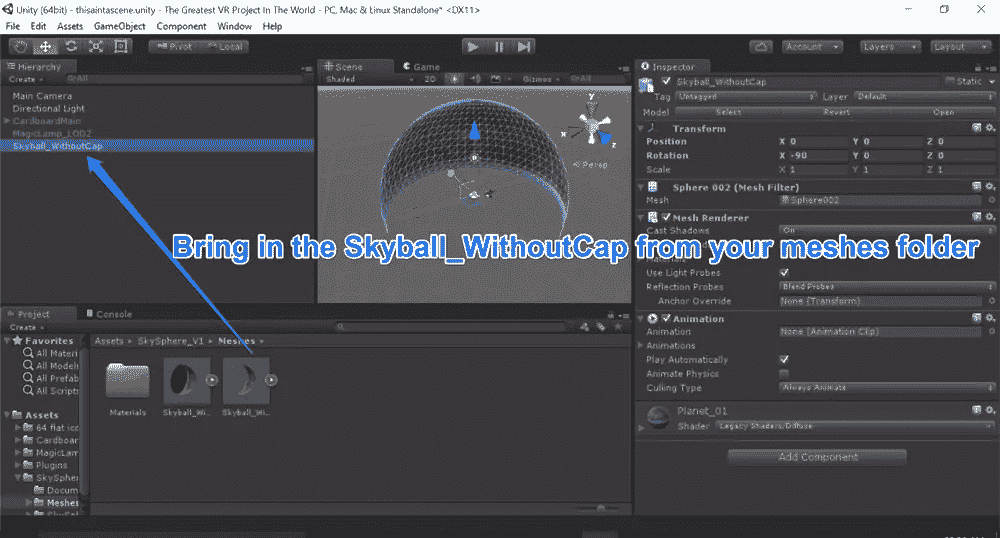 Unity (64bit) - thisaintascene.unity - The Greatest VR Project In The World - PC, Mac & Linux Standalone* <DX11>
File Edit Assets GameObject Component Window Help
Pivot Local Account Layers Layout
Hierarchy Scene Game Inspector
Create All Shaded 2D Gizmos All Skyball_WithoutCap Static
Main Camera Tag Untagged Layer Default
Directional Light Model Select Revert Open
CardboardMain Transform
MagicLamp_LOD2 Position X 0 Y 0 Z 0
Skyball_WithoutCap Rotation X -90 Y 0 Z 0
Scale X 1 Y 1 Z 1
y
x
z
Persp
Sphere 002 (Mesh Filter)
Mesh Sphere002
Mesh Renderer
Cast Shadows On
Bring in the Skyball_WithoutCap from your meshes folder
Materials
Use Light Probes
Reflection Probes Blend Probes
Anchor Override None (Transform)
Project Console Animation
Create Animation None (Animation Clip)
Favorites Assets SkySphere_V1 Meshes Animations
All Materi
All Model
All Prefab
All Scripts
Play Automatically
Animate Physics
Culling Type Always Animate
Materials Skyball_Wi... Skyball_Wi... Planet_01
Assets Shader Legacy Shaders/Diffuse
64 flat ico
Cardboar
MagicLam
Plugins
SkySpher
Docum
Meshes
Add Component